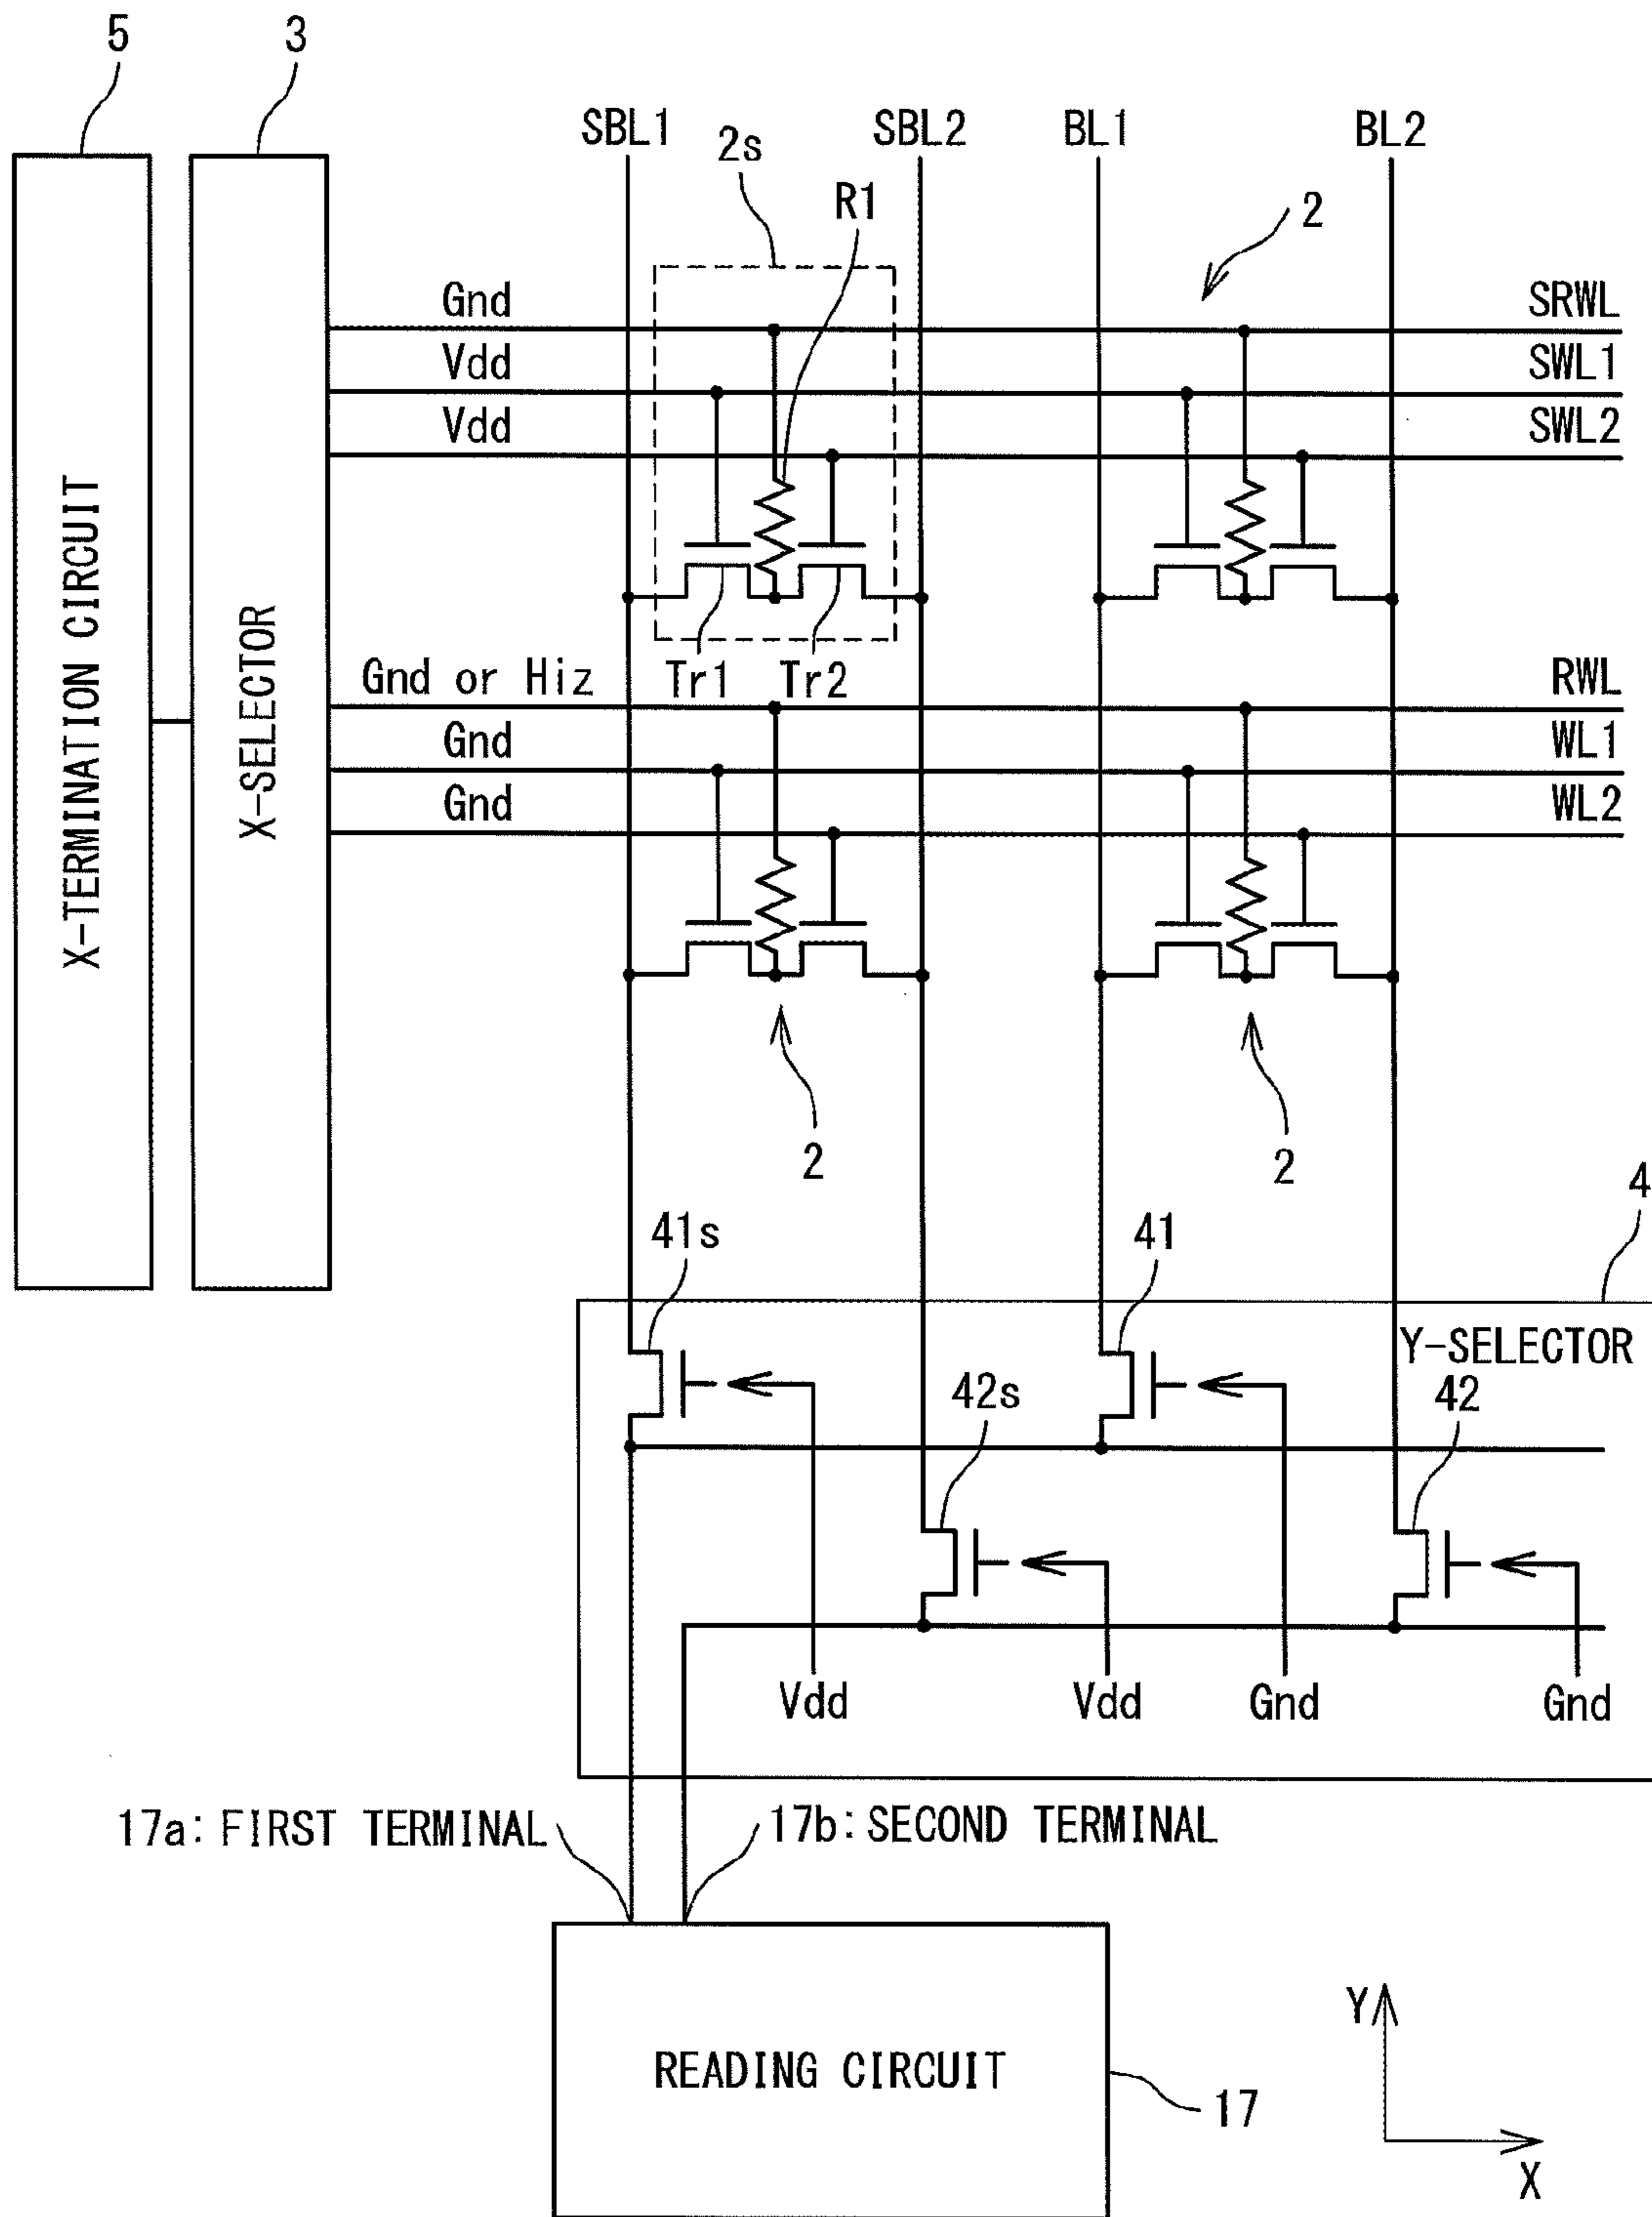 5
3
SBL1
SBL2
BL1
BL2
2s
R1
2
Gnd
SRWL
Vdd
SWL1
Vdd
SWL2
X-TERMINATION CIRCUIT
X-SELECTOR
Tr1
Tr2
Gnd or Hiz
RWL
Gnd
WL1
Gnd
WL2
2
2
4
41s
41
Y-SELECTOR
42s
42
Vdd
Vdd
Gnd
Gnd
17a: FIRST TERMINAL
17b: SECOND TERMINAL
READING CIRCUIT
17
Y
X